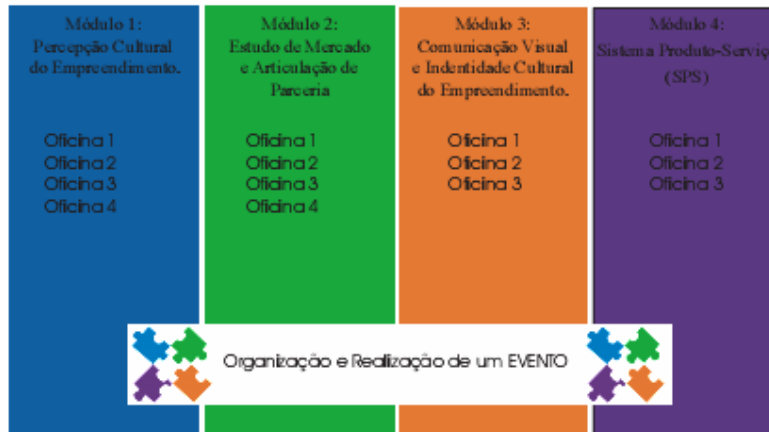 Módulo 1:
Percepção Cultural
do Empreendimento.
Oficina 1
Oficina 2
Oficina 3
Oficina 4
Módulo 2:
Estudo de Mercado
e Articulação de
Parceria
Oficina 1
Oficina 2
Oficina 3
Oficina 4
Módulo 3:
Comunicação Visual
e Indentidade Cultural
do Empreendimento.
Oficina 1
Oficina 2
Oficina 3
Módulo 4:
Sistema Produto-Serviç
(SPS)
Oficina 1
Oficina 2
Oficina 3
Organização e Realização de um EVENTO